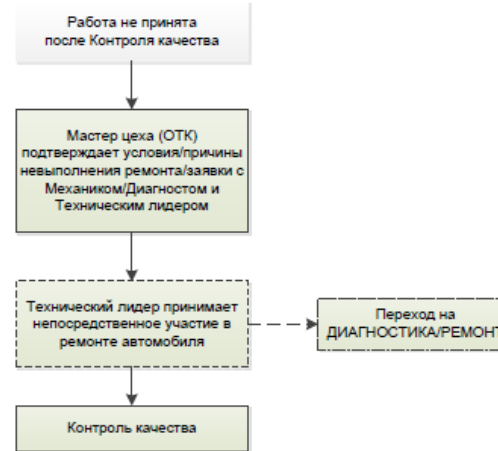 Работа не принята
после Контроля качества
Мастер цеха (ОТК)
подтверждает условия/причины
невыполнения ремонта/заявки с
Механиком/Диагностом и
Техническим лидером
Технический лидер принимает
непосредственное участие в
ремонте автомобиля
Переход на
ДИАГНОСТИКА/РЕМОНТ
Контроль качества